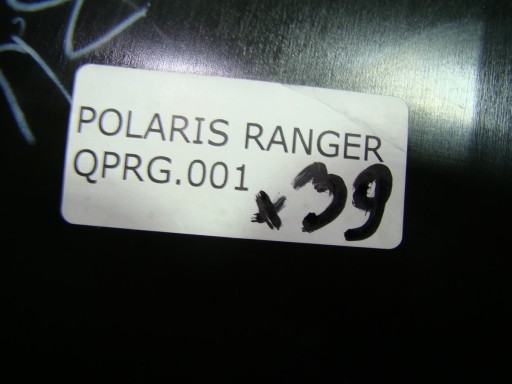 POLARIS RANGER
QPRG.001
x39